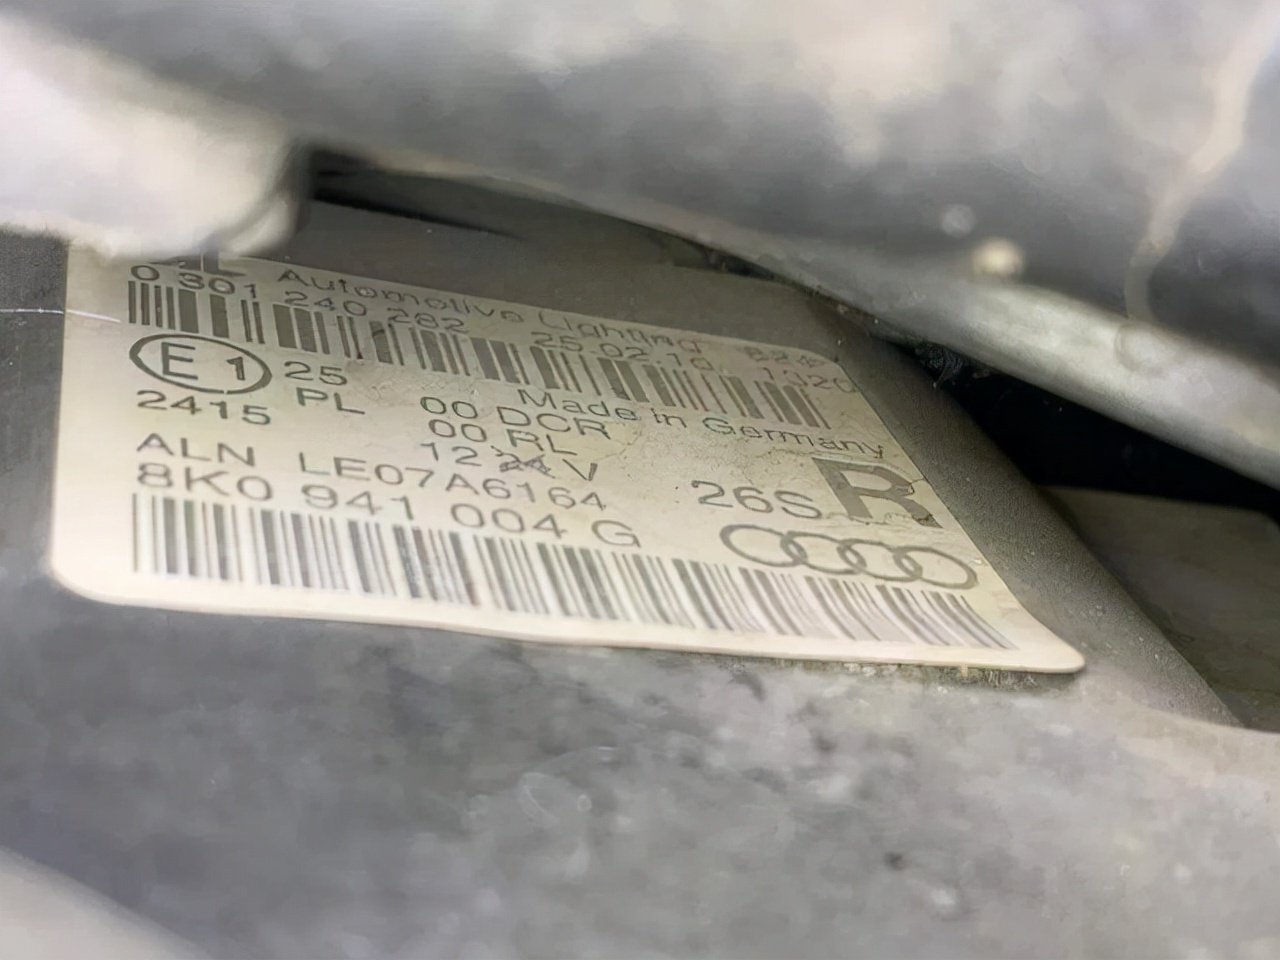 Automotive Lighting
0 301 240 282 25.02.10 1320
Made in Germany
E1 25 00 DCR
2415 PL 00 RL
12 24 V
ALN LE07A6164 26S R
8K0 941 004 G